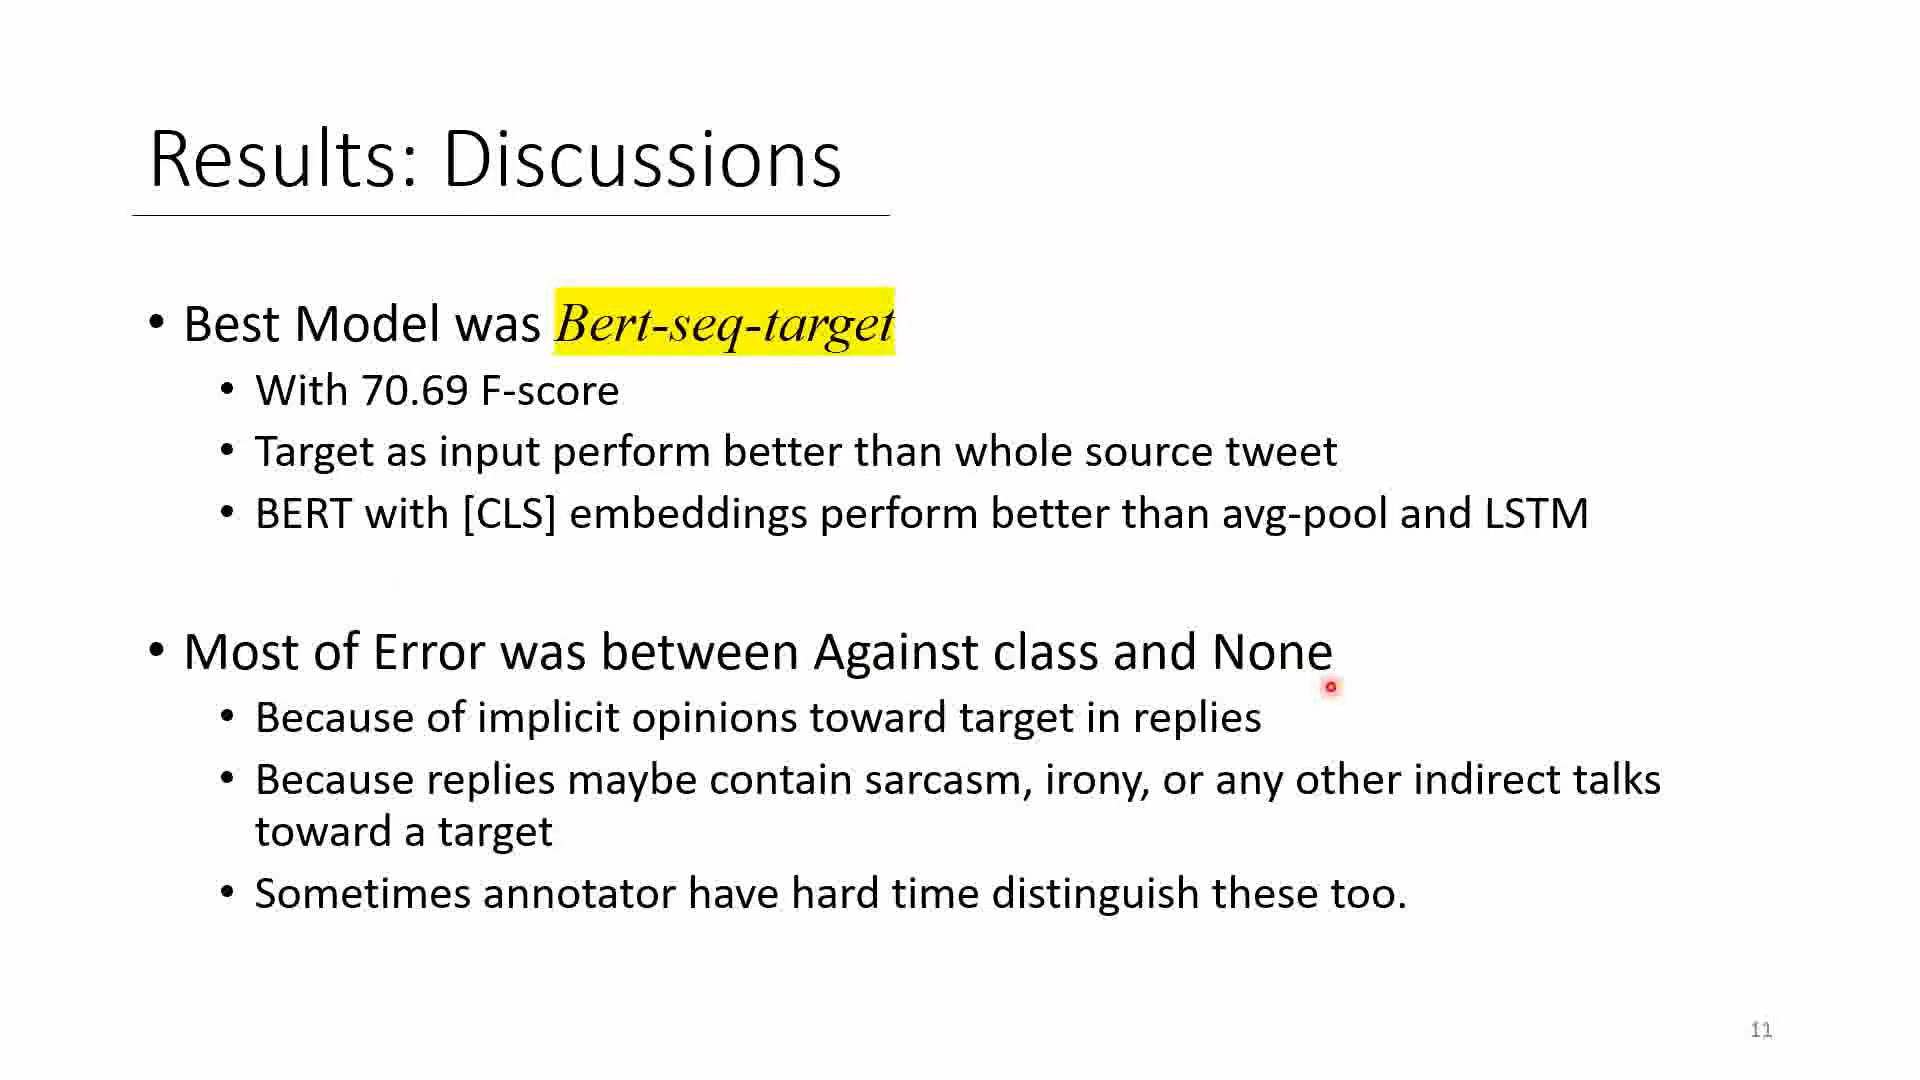 Results: Discussions
• Best Model was Bert-seq-target
• With 70.69 F-score
• Target as input perform better than whole source tweet
• BERT with [CLS] embeddings perform better than avg-pool and LSTM
• Most of Error was between Against class and None
• Because of implicit opinions toward target in replies
• Because replies maybe contain sarcasm, irony, or any other indirect talks
toward a target
• Sometimes annotator have hard time distinguish these too.
11